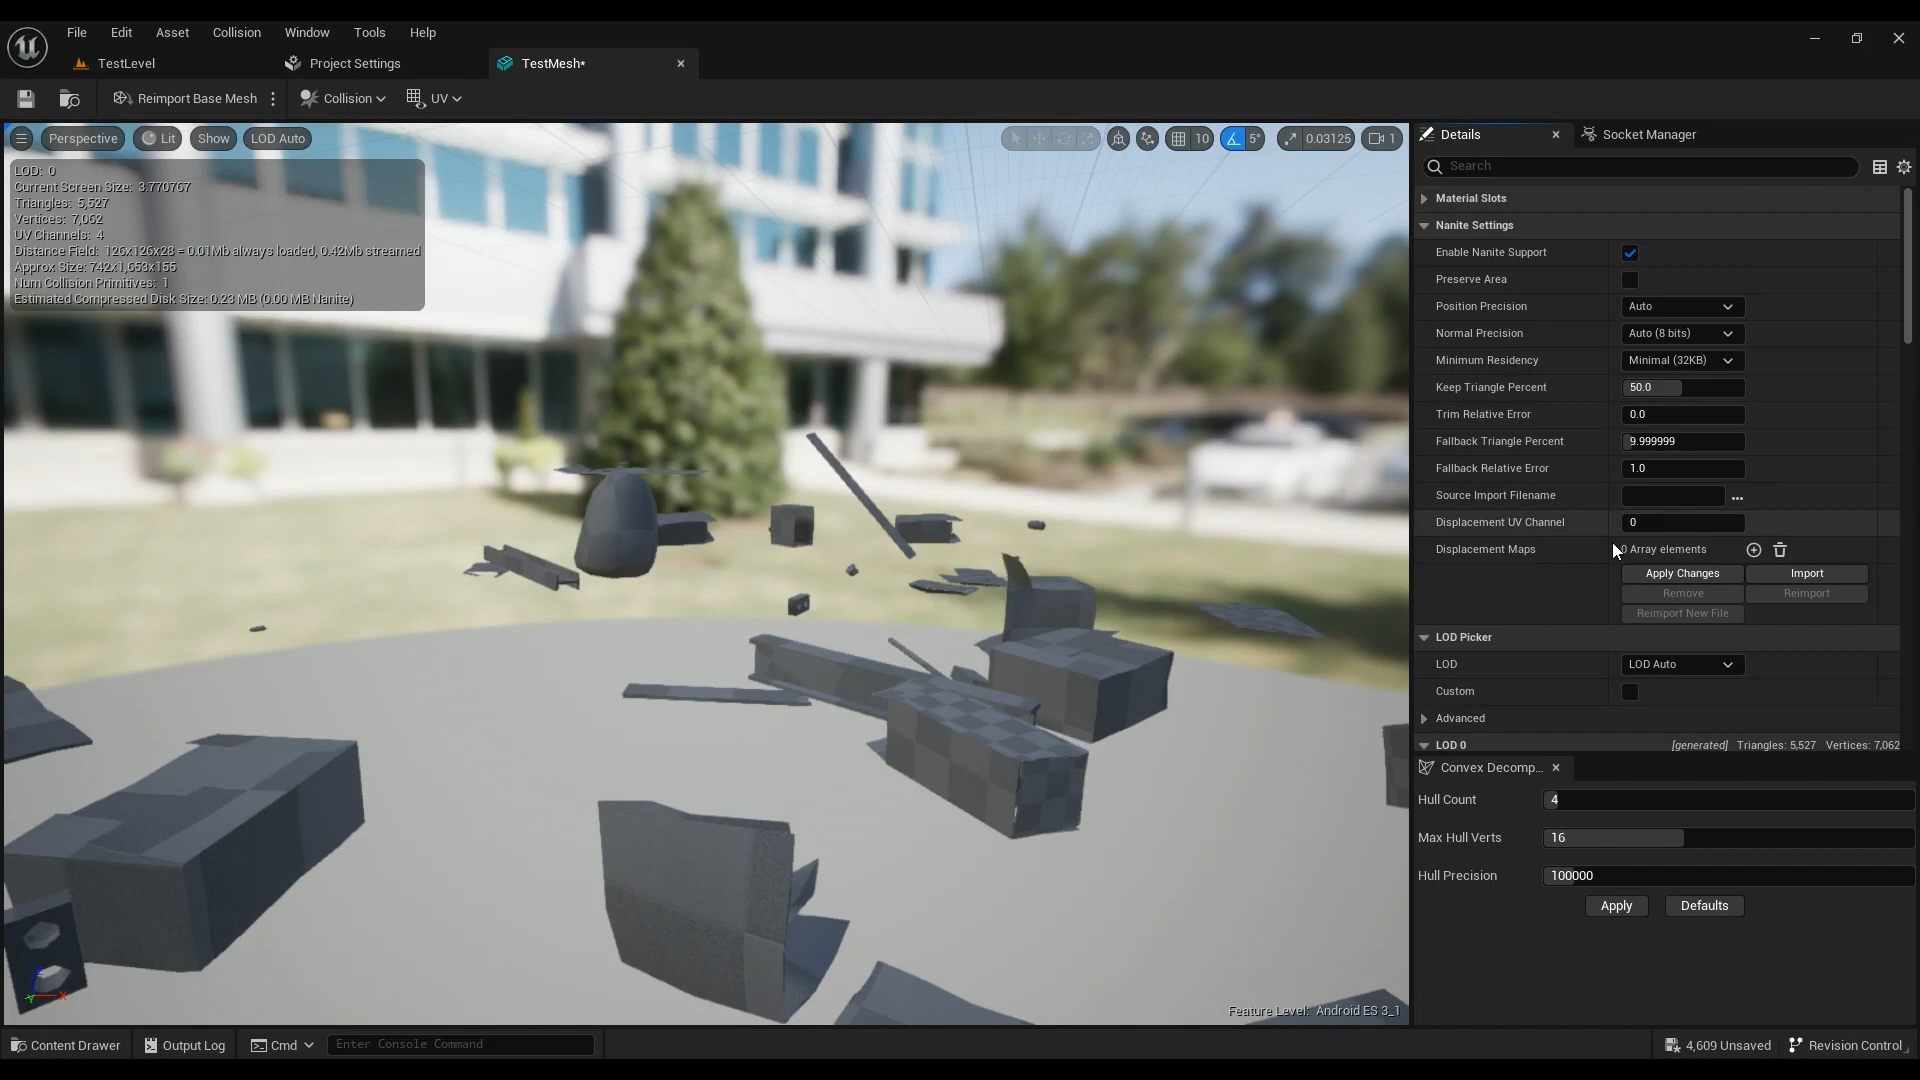 File Edit Asset Collision Window Tools Help
TestLevel Project Settings TestMesh*
Reimport Base Mesh Collision UV
Perspective Lit Show LOD Auto 10 5° 0.03125 1
LOD: 0
Current Screen Size: 3.770767
Triangles: 5,527
Vertices: 7,062
UV Channels: 4
Distance Field: 126x126x28 = 0.01Mb always loaded, 0.42Mb streamed
Approx Size: 742x1,653x155
Num Collision Primitives: 1
Estimated Compressed Disk Size: 0.23 MB (0.00 MB Nanite)
Feature Level: Android ES 3_1
Details Socket Manager
Search
Material Slots
Nanite Settings
Enable Nanite Support
Preserve Area
Position Precision Auto
Normal Precision Auto (8 bits)
Minimum Residency Minimal (32KB)
Keep Triangle Percent 50.0
Trim Relative Error 0.0
Fallback Triangle Percent 9.999999
Fallback Relative Error 1.0
Source Import Filename ...
Displacement UV Channel 0
Displacement Maps 0 Array elements
Apply Changes Import
Remove Reimport
Reimport New File
LOD Picker
LOD LOD Auto
Custom
Advanced
LOD 0 [generated] Triangles: 5,527 Vertices: 7,062
Convex Decomp...
Hull Count 4
Max Hull Verts 16
Hull Precision 100000
Apply Defaults
Content Drawer Output Log Cmd Enter Console Command 4,609 Unsaved Revision Control